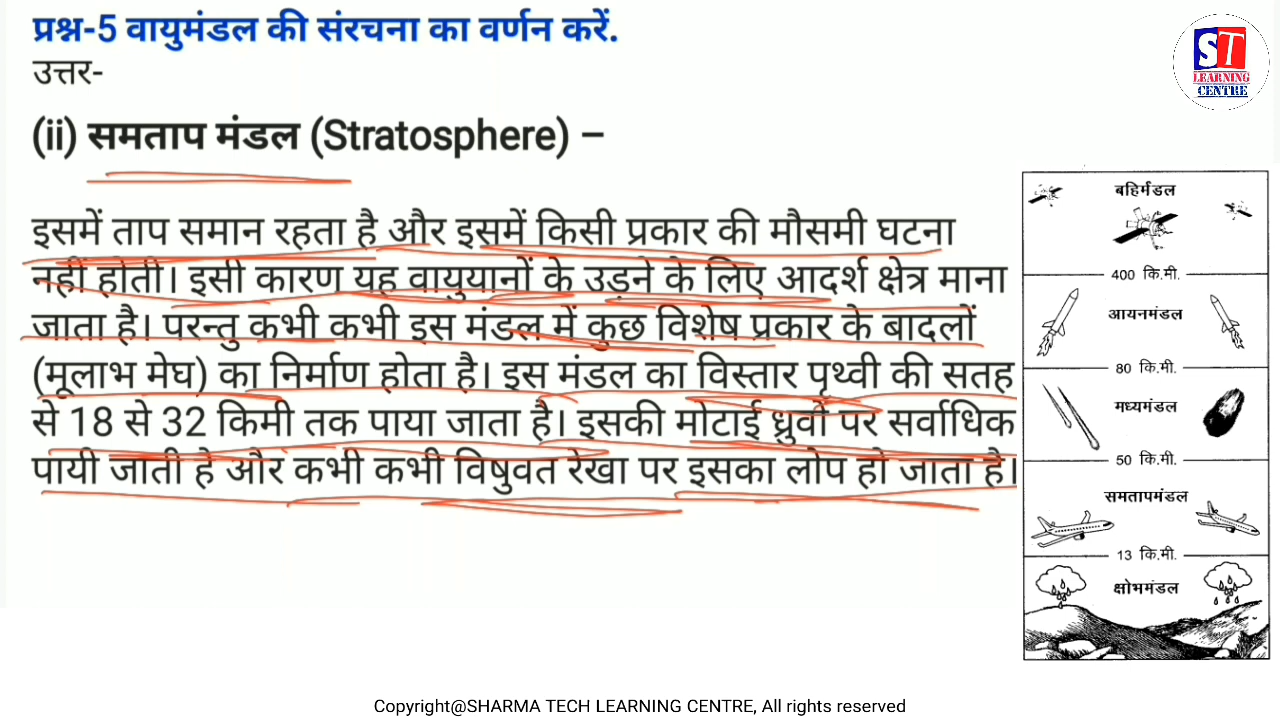 प्रश्न-5 वायुमंडल की संरचना का वर्णन करें.
उत्तर-
(ii) समताप मंडल (Stratosphere) –
इसमें ताप समान रहता है और इसमें किसी प्रकार की मौसमी घटना
नहीं होती। इसी कारण यह वायुयानों के उड़ने के लिए आदर्श क्षेत्र माना
जाता है। परन्तु कभी कभी इस मंडल में कुछ विशेष प्रकार के बादलों
(मूलाभ मेघ) का निर्माण होता है। इस मंडल का विस्तार पृथ्वी की सतह
से 18 से 32 किमी तक पाया जाता है। इसकी मोटाई ध्रुवों पर सर्वाधिक
पायी जाती हे और कभी कभी विषुवत रेखा पर इसका लोप हो जाता है।
ST
LEARNING
CENTRE
बहिर्मंडल
400 कि.मी.
आयनमंडल
80 कि.मी.
मध्यमंडल
50 कि.मी.
समतापमंडल
13 कि.मी.
क्षोभमंडल
Copyright@SHARMA TECH LEARNING CENTRE, All rights reserved